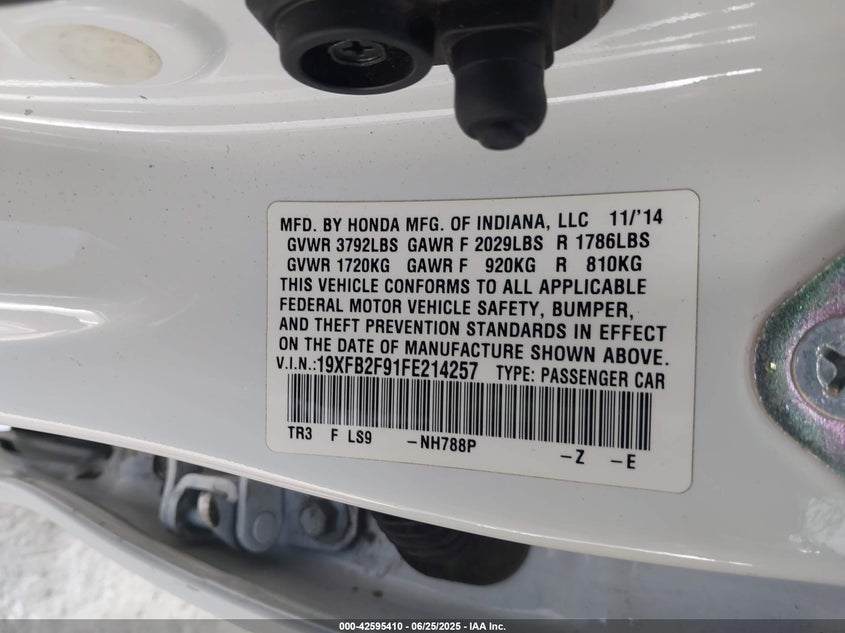 MFD. BY HONDA MFG. OF INDIANA, LLC 11/'14
GVWR 3792LBS GAWR F 2029LBS R 1786LBS
GVWR 1720KG GAWR F 920KG R 810KG
THIS VEHICLE CONFORMS TO ALL APPLICABLE
FEDERAL MOTOR VEHICLE SAFETY, BUMPER,
AND THEFT PREVENTION STANDARDS IN EFFECT
ON THE DATE OF MANUFACTURE SHOWN ABOVE.
V.I.N.:19XFB2F91FE214257 TYPE: PASSENGER CAR
TR3 F LS9 -NH788P -Z -E
000-42595410 - 06/25/2025 - IAA Inc.